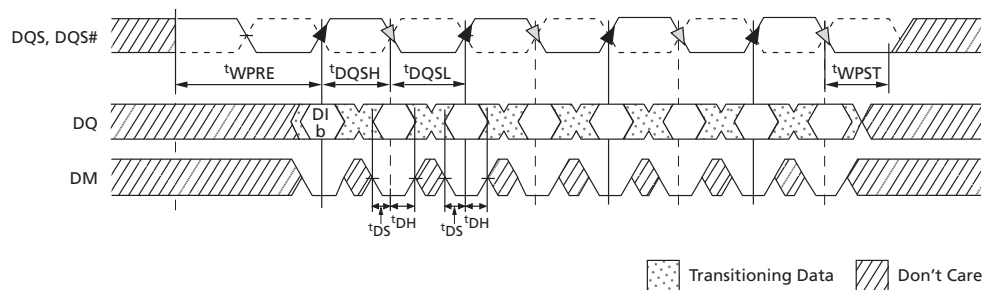 DQS, DQS#
tWPRE
tDQSH
tDQSL
tWPST
DQ
DI
b
DM
tDS
tDH
tDS
tDH
Transitioning Data
Don't Care